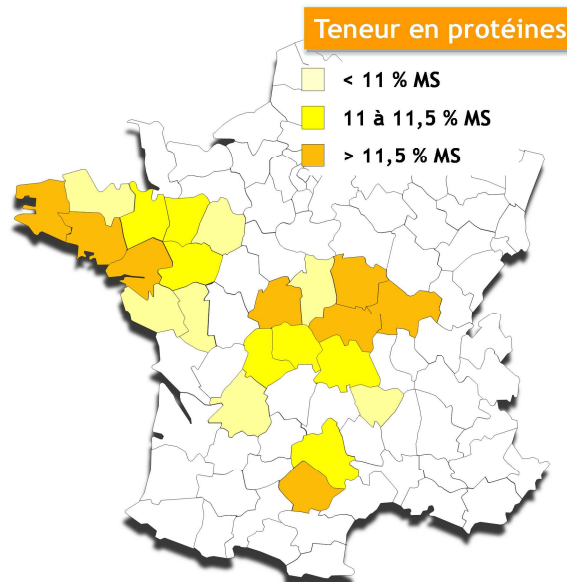 Teneur en protéines
< 11 % MS
11 à 11,5 % MS
> 11,5 % MS